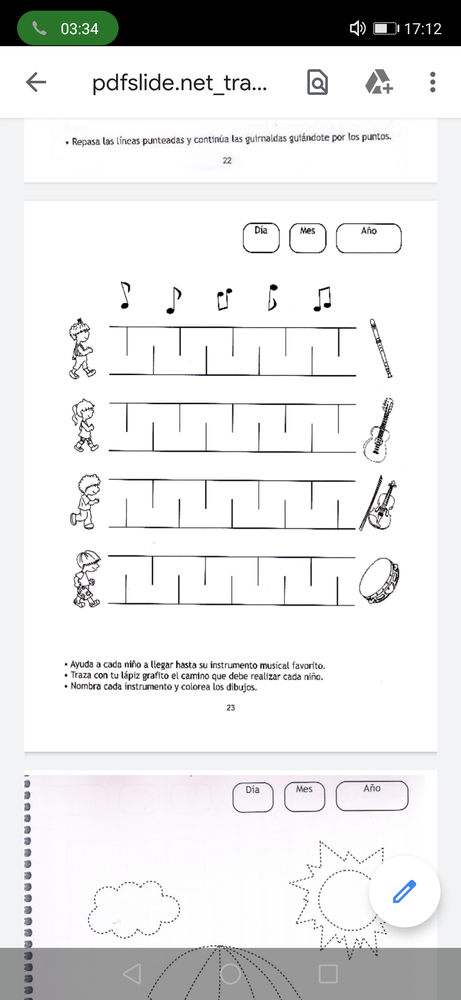 03:34
17:12
pdfslide.net_tra...
• Repasa las líneas punteadas y continúa las guirnaldas guiándote por los puntos.
22
Día Mes Año
• Ayuda a cada niño a llegar hasta su instrumento musical favorito.
• Traza con tu lápiz grafito el camino que debe realizar cada niño.
• Nombra cada instrumento y colorea los dibujos.
23
Día Mes Año